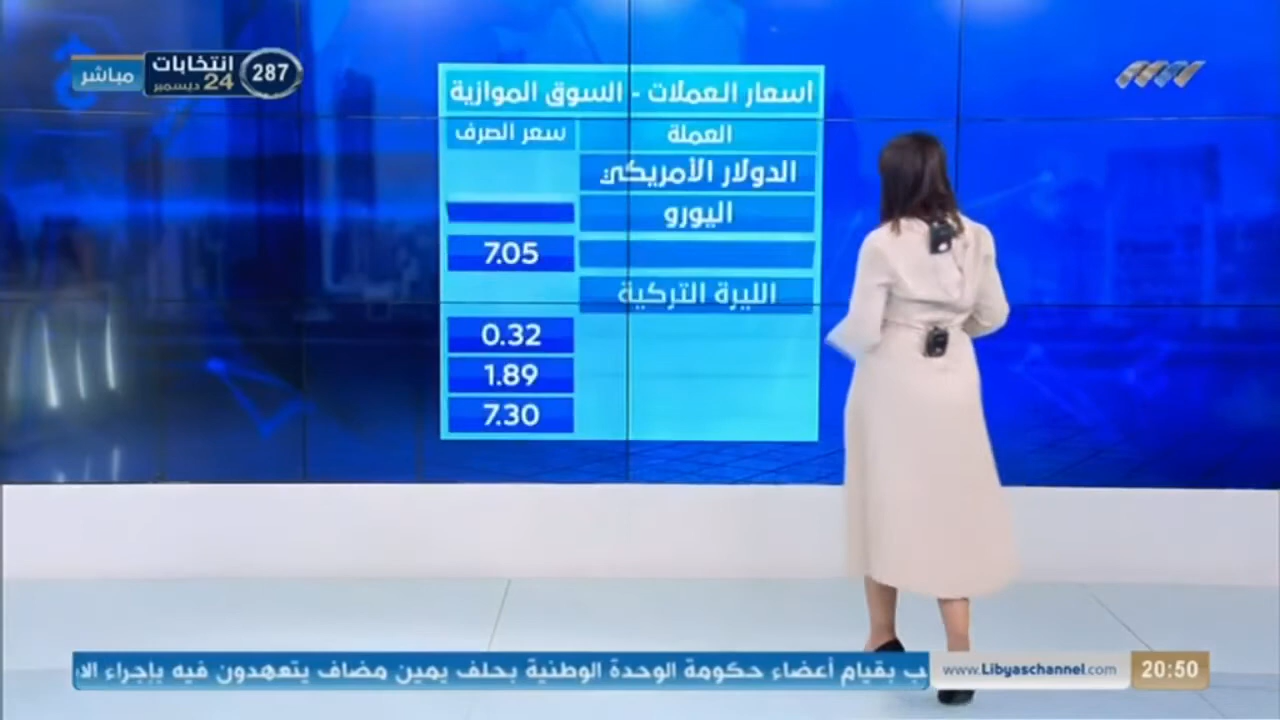 انتخابات
24 ديسمبر
287
مباشر
اسعار العملات - السوق الموازية
العملة
سعر الصرف
الدولار الأمريكي
اليورو
7.05
الليرة التركية
0.32
1.89
7.30
ب بقيام أعضاء حكومة الوحدة الوطنية بحلف يمين مضاف يتعهدون فيه بإجراء الا
www.Libyaschannel.com
20:50